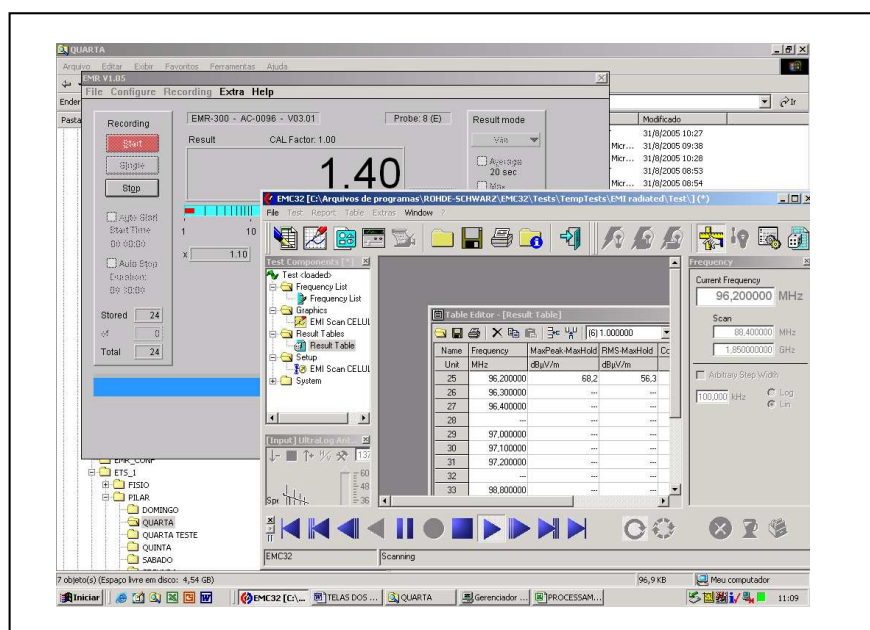 QUARTA
Arquivo Editar Exibir Favoritos Ferramentas Ajuda
EMR V1.85
File Configure Recording Extra Help
Ender
Ir
Pasta
Modificado
31/8/2005 10:27
Micr... 31/8/2005 09:38
Micr... 31/8/2005 10:28
31/8/2005 08:53
Micr... 31/8/2005 08:54
Recording
Start
Single
Stop
Auto Start
Start Time
00:00:00
Auto Stop
Duration:
Stored 24
of 0
Total 24
EMR-300 - AC-0096 - V03.01
Probe: 8 (E)
Result
CAL Factor: 1.00
1.40
1 10
x 1.10
Result mode
Average
20 sec
Max
EMC32 [C:\Arquivos de programas\ROHDE-SCHWARZ\EMC32\Tests\TempTests\EMI radiated\Test\] (*)
File Test Report Table Extras Window ?
Test Components [*]
Test <loaded>
Frequency List
Frequency List
Graphics
EMI Scan CELUL
Result Tables
Result Table
Setup
EMI Scan CELUL
System
[Input] UltraLog Ant...
60
48
36
Table Editor - [Result Table]
[6] 1.000000
Name Frequency MaxPeak-MaxHold RMS-MaxHold Co
Unit MHz dBµV/m dBµV/m
25 96,200000 68,2 56,3
26 96,300000 --- ---
27 96,400000 --- ---
28 --- --- ---
29 97,000000 --- ---
30 97,100000 --- ---
31 97,200000 --- ---
32 --- --- ---
33 98,800000 --- ---
Frequency
Current Frequency
96,200000 MHz
Scan
88,400000 MHz
1,850000000 GHz
Arbitrary Step Width
100,000 kHz
Log
Lin
EMC32
Scanning
EMR_CONF
ETS_1
FISIO
PILAR
DOMINGO
QUARTA
QUARTA TESTE
QUINTA
SABADO
7 objeto(s) (Espaço livre em disco: 4,54 GB)
96,9 KB
Meu computador
Iniciar
EMC32 [C:\...
TELAS DOS ...
QUARTA
Gerenciador ...
PROCESSAM...
11:09